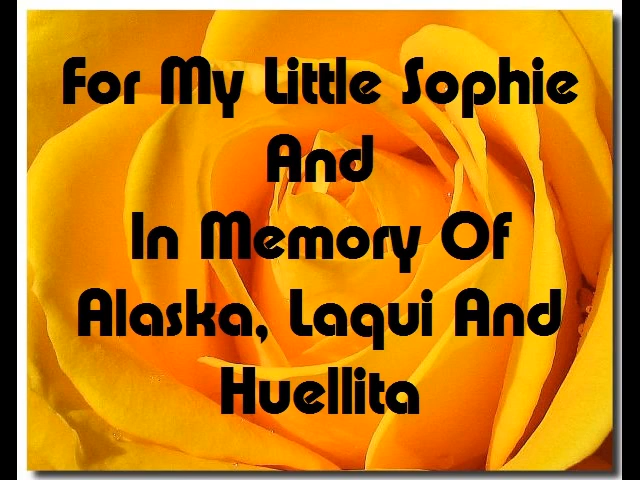 For My Little Sophie
And
In Memory Of
Alaska, Laqui And
Huellita